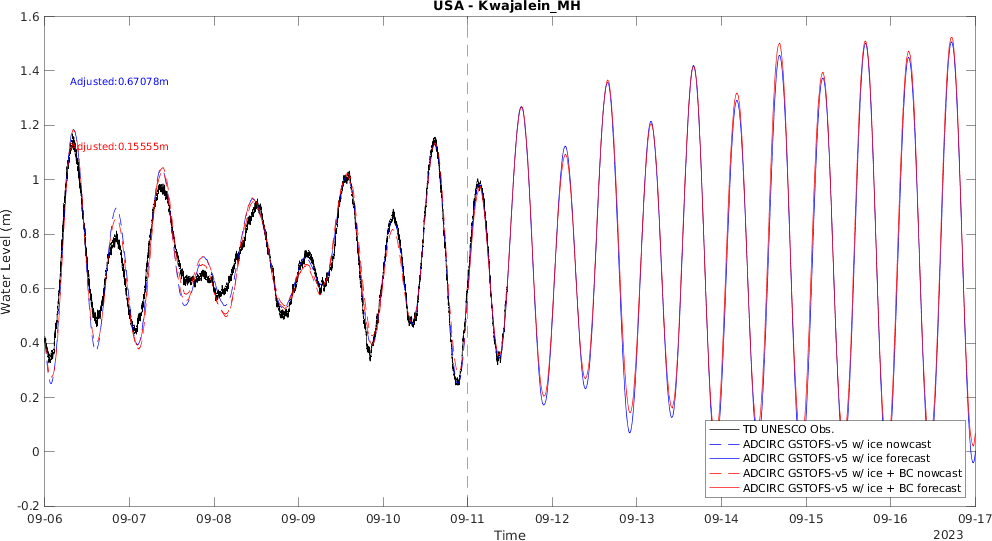 USA - Kwajalein_MH
1.6
1.4
1.2
1
0.8
0.6
0.4
0.2
0
-0.2
Water Level (m)
Adjusted:0.67078m
Adjusted:0.15555m
TD UNESCO Obs.
ADCIRC GSTOFS-v5 w/ ice nowcast
ADCIRC GSTOFS-v5 w/ ice forecast
ADCIRC GSTOFS-v5 w/ ice + BC nowcast
ADCIRC GSTOFS-v5 w/ ice + BC forecast
09-06 09-07 09-08 09-09 09-10 09-11 09-12 09-13 09-14 09-15 09-16 09-17
Time
2023